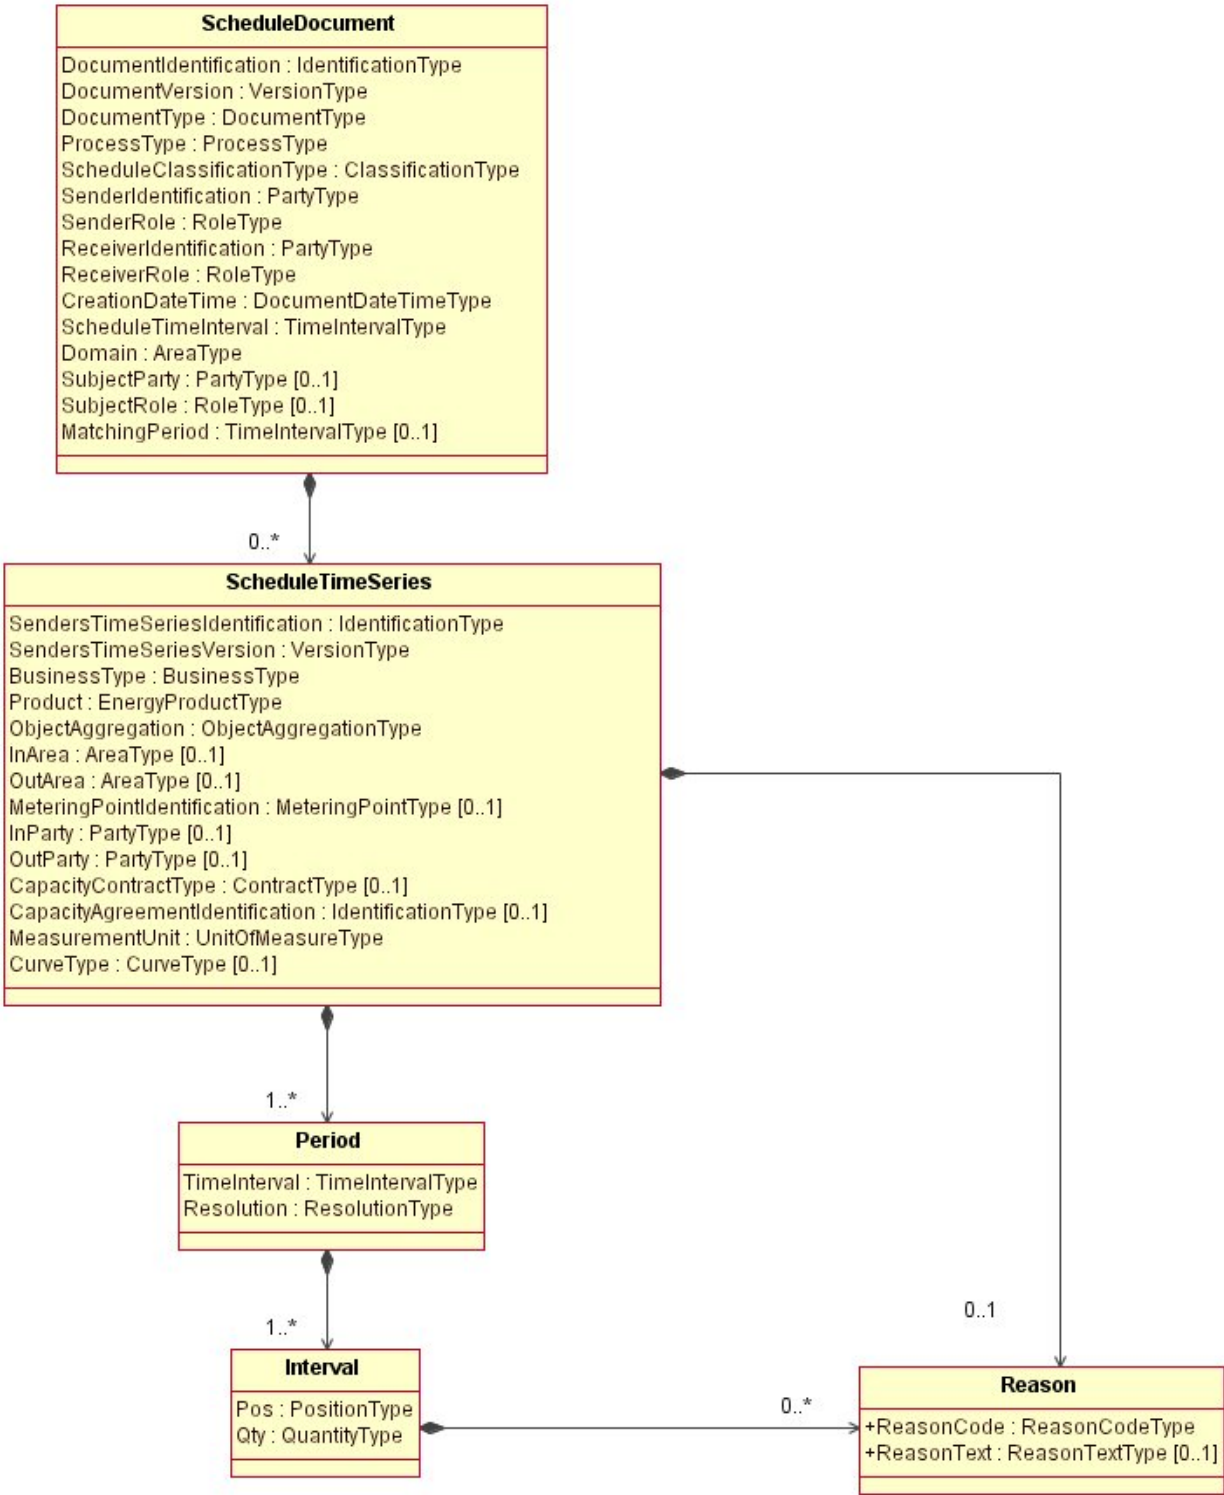 ScheduleDocument
DocumentIdentification : IdentificationType
DocumentVersion : VersionType
DocumentType : DocumentType
ProcessType : ProcessType
ScheduleClassificationType : ClassificationType
SenderIdentification : PartyType
SenderRole : RoleType
ReceiverIdentification : PartyType
ReceiverRole : RoleType
CreationDateTime : DocumentDateTimeType
ScheduleTimeInterval : TimeIntervalType
Domain : AreaType
SubjectParty : PartyType [0..1]
SubjectRole : RoleType [0..1]
MatchingPeriod : TimeIntervalType [0..1]
0..*
ScheduleTimeSeries
SendersTimeSeriesIdentification : IdentificationType
SendersTimeSeriesVersion : VersionType
BusinessType : BusinessType
Product : EnergyProductType
ObjectAggregation : ObjectAggregationType
InArea : AreaType [0..1]
OutArea : AreaType [0..1]
MeteringPointIdentification : MeteringPointType [0..1]
InParty : PartyType [0..1]
OutParty : PartyType [0..1]
CapacityContractType : ContractType [0..1]
CapacityAgreementIdentification : IdentificationType [0..1]
MeasurementUnit : UnitOfMeasureType
CurveType : CurveType [0..1]
1..*
Period
TimeInterval : TimeIntervalType
Resolution : ResolutionType
1..*
0..1
Interval
Pos : PositionType
Qty : QuantityType
0..*
Reason
+ReasonCode : ReasonCodeType
+ReasonText : ReasonTextType [0..1]